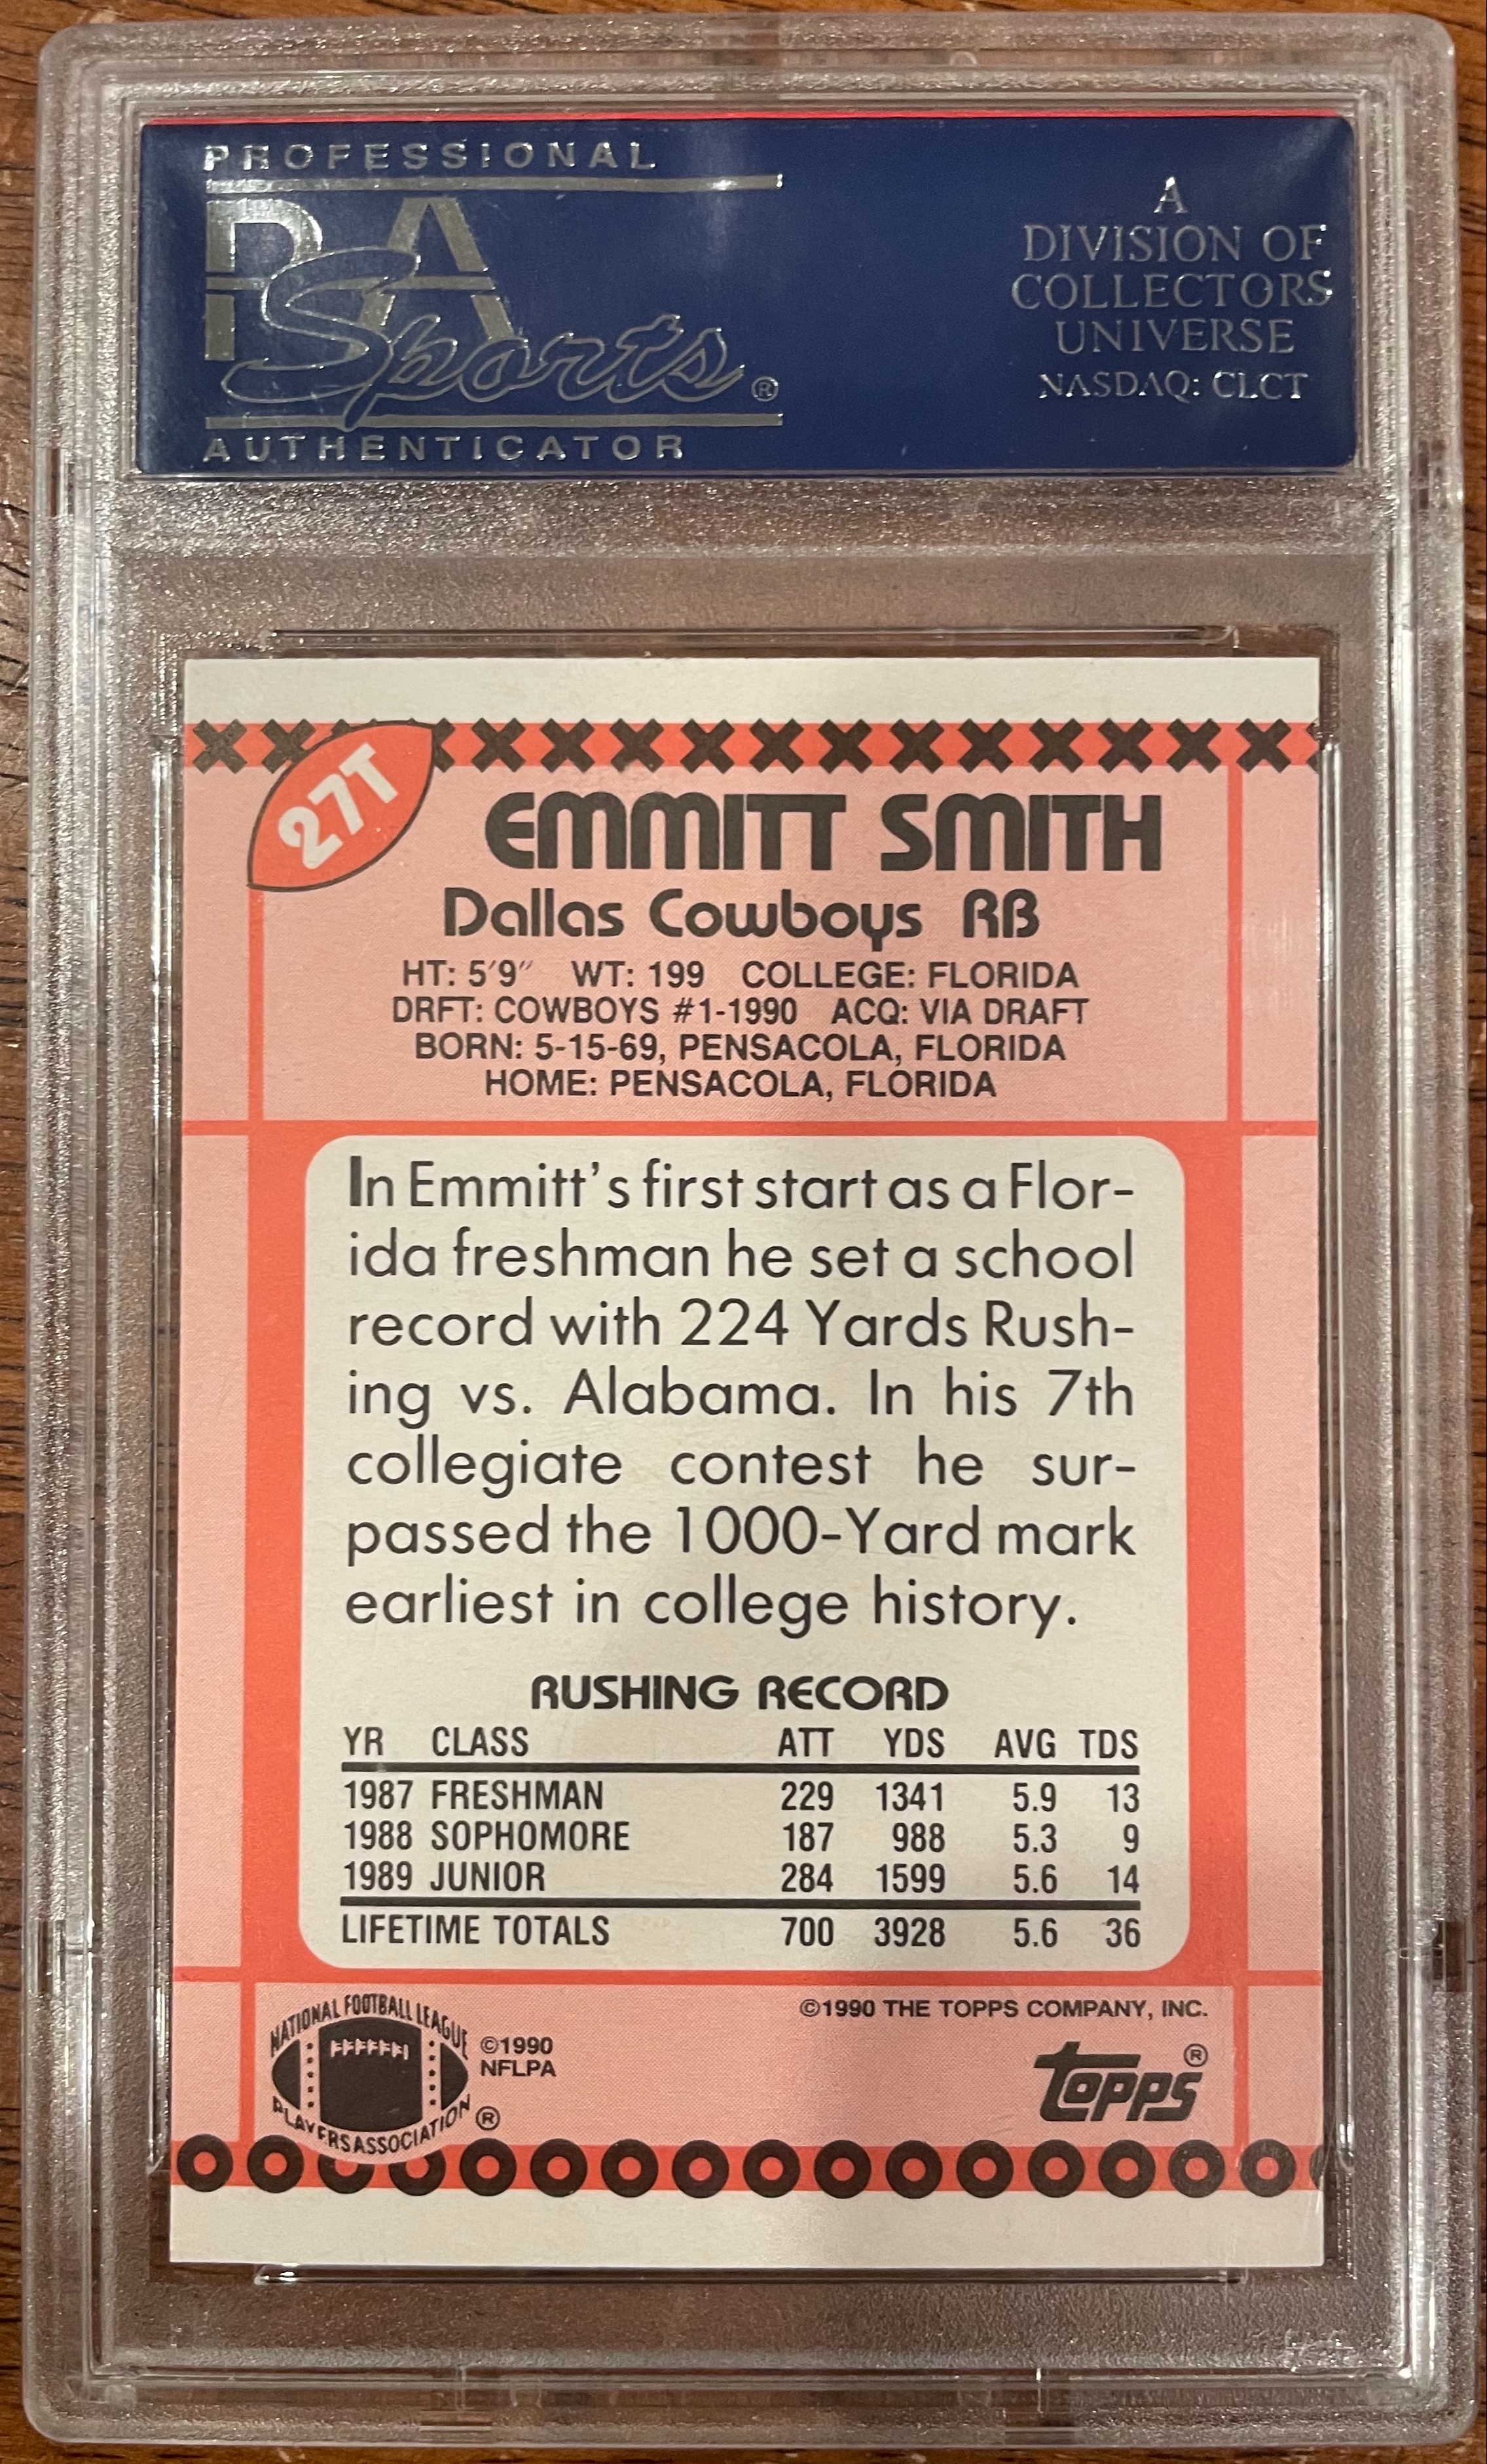 PROFESSIONAL
PSA
Sports®
AUTHENTICATOR
A
DIVISION OF
COLLECTORS
UNIVERSE
NASDAQ: CLCT
27T
EMMITT SMITH
Dallas Cowboys RB
HT: 5'9" WT: 199 COLLEGE: FLORIDA
DRFT: COWBOYS #1-1990 ACQ: VIA DRAFT
BORN: 5-15-69, PENSACOLA, FLORIDA
HOME: PENSACOLA, FLORIDA
In Emmitt's first start as a Flor-
ida freshman he set a school
record with 224 Yards Rush-
ing vs. Alabama. In his 7th
collegiate contest he sur-
passed the 1000-Yard mark
earliest in college history.
RUSHING RECORD
YR CLASS ATT YDS AVG TDS
1987 FRESHMAN 229 1341 5.9 13
1988 SOPHOMORE 187 988 5.3 9
1989 JUNIOR 284 1599 5.6 14
LIFETIME TOTALS 700 3928 5.6 36
NATIONAL FOOTBALL LEAGUE
PLAYERS ASSOCIATION ®
©1990
NFLPA
©1990 THE TOPPS COMPANY, INC.
topps®